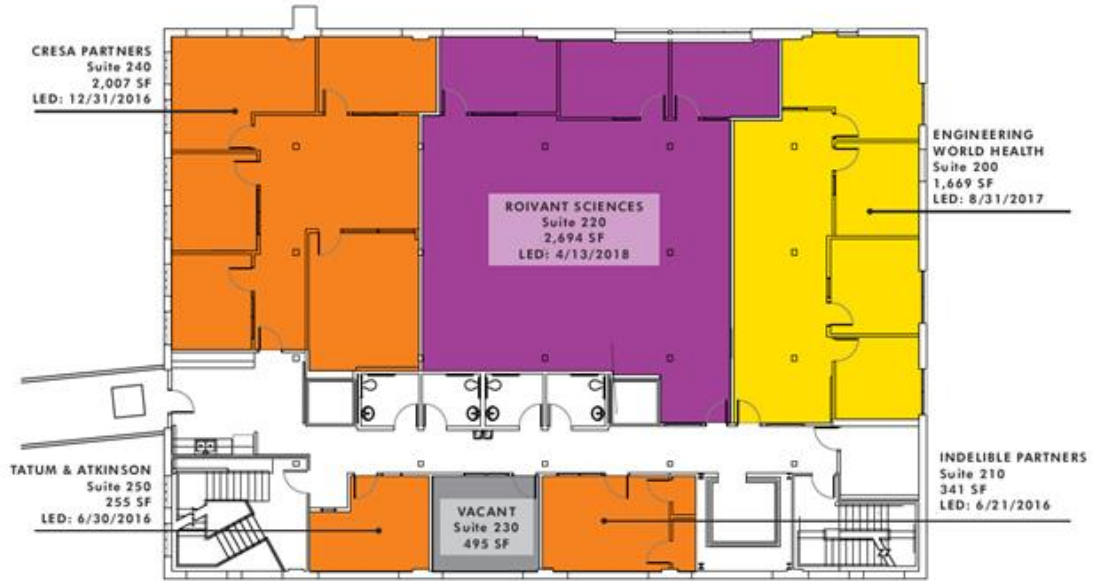 CRESA PARTNERS
Suite 240
2,007 SF
LED: 12/31/2016
ENGINEERING
WORLD HEALTH
Suite 200
1,669 SF
LED: 8/31/2017
ROIVANT SCIENCES
Suite 220
2,694 SF
LED: 4/13/2018
TATUM & ATKINSON
Suite 250
255 SF
LED: 6/30/2016
VACANT
Suite 230
495 SF
INDELIBLE PARTNERS
Suite 210
341 SF
LED: 6/21/2016